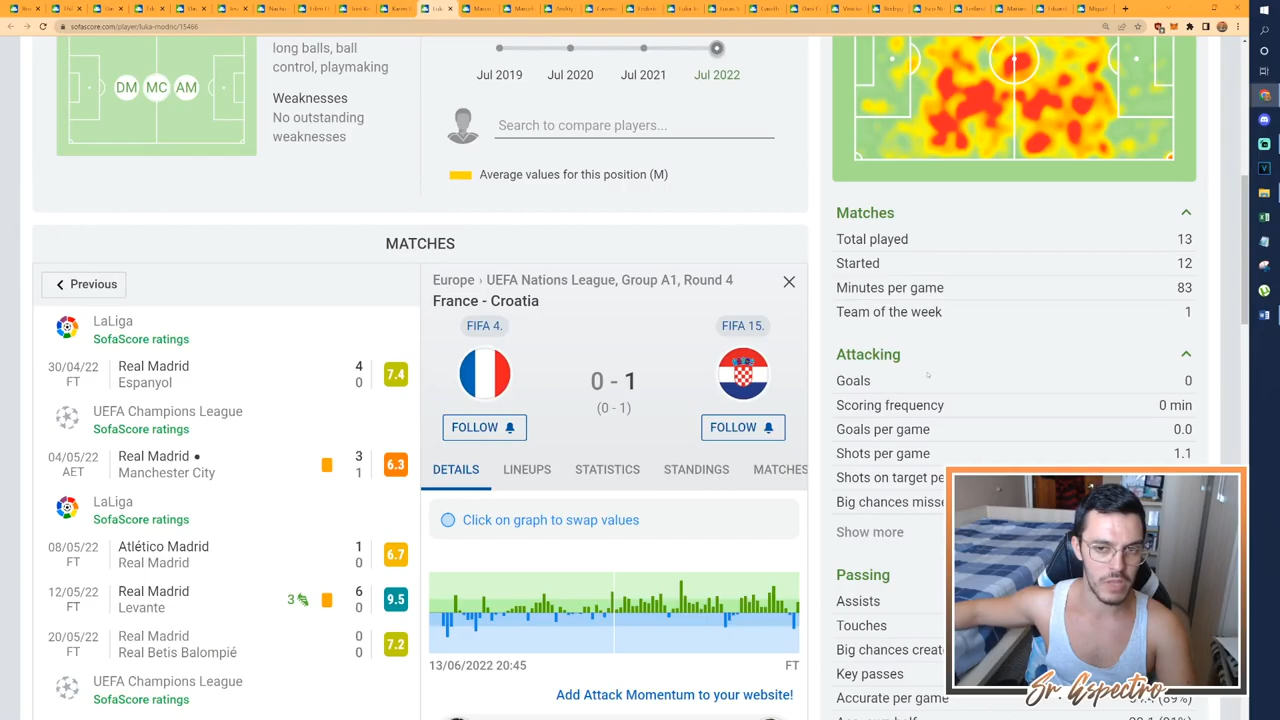 sofascore.com/player/luka-modric/15466
long balls, ball
control, playmaking
Weaknesses
No outstanding
weaknesses
DM MC AM
Jul 2019 Jul 2020 Jul 2021 Jul 2022
Search to compare players...
Average values for this position (M)
MATCHES
Previous
LaLiga
SofaScore ratings
30/04/22 Real Madrid 4
FT Espanyol 0
7.4
UEFA Champions League
SofaScore ratings
04/05/22 Real Madrid 3
AET Manchester City 1
6.3
LaLiga
SofaScore ratings
08/05/22 Atlético Madrid 1
FT Real Madrid 0
6.7
12/05/22 Real Madrid 6
FT Levante 0
3 9.5
20/05/22 Real Madrid 0
FT Real Betis Balompié 0
7.2
UEFA Champions League
SofaScore ratings
Europe › UEFA Nations League, Group A1, Round 4
France - Croatia
FIFA 4. FIFA 15.
0 - 1
(0 - 1)
FOLLOW FOLLOW
DETAILS LINEUPS STATISTICS STANDINGS MATCHES
Click on graph to swap values
13/06/2022 20:45 FT
Add Attack Momentum to your website!
Matches
Total played 13
Started 12
Minutes per game 83
Team of the week 1
Attacking
Goals 0
Scoring frequency 0 min
Goals per game 0.0
Shots per game 1.1
Shots on target pe
Big chances misse
Show more
Passing
Assists
Touches
Big chances creat
Key passes
Accurate per game
Sr. Gspectro